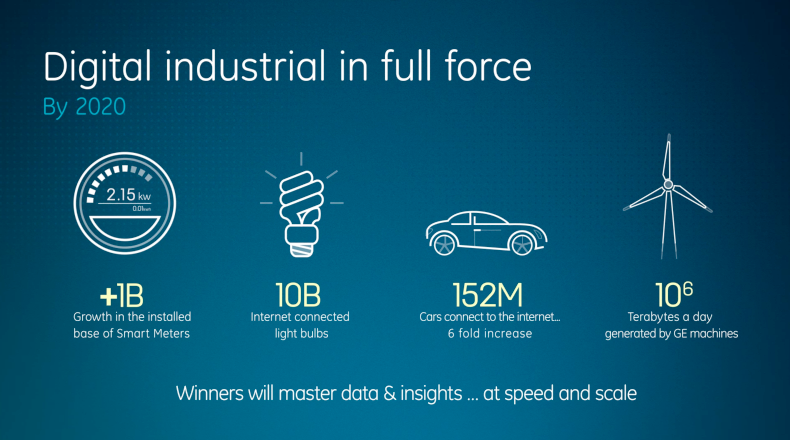 Digital industrial in full force
By 2020
2.15 kw
0.01kwh
+1B
Growth in the installed
base of Smart Meters
10B
Internet connected
light bulbs
152M
Cars connect to the internet...
6 fold increase
10⁶
Terabytes a day
generated by GE machines
Winners will master data & insights ... at speed and scale